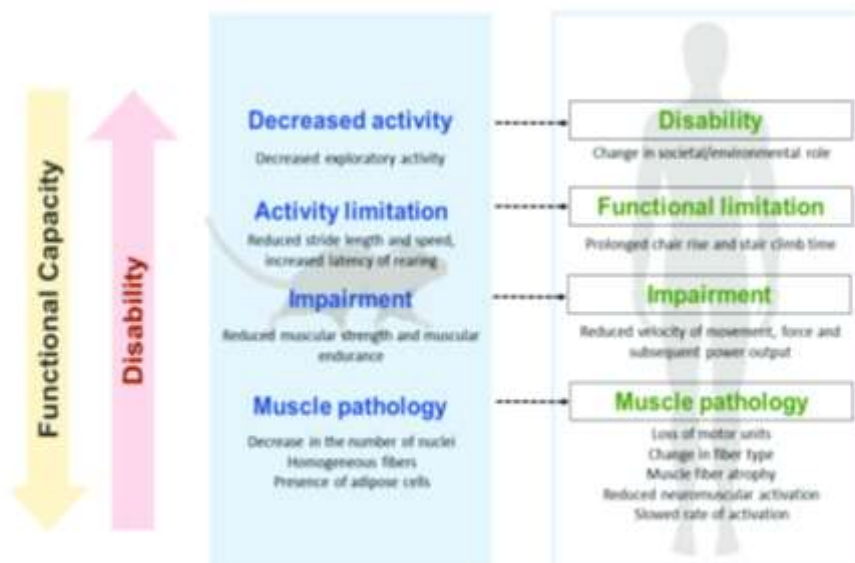 Functional Capacity
Disability
Decreased activity
Decreased exploratory activity
Activity limitation
Reduced stride length and speed,
increased latency of rearing
Impairment
Reduced muscular strength and muscular
endurance
Muscle pathology
Decrease in the number of nuclei
Homogeneous fibers
Presence of adipose cells
Disability
Change in societal/environmental role
Functional limitation
Prolonged chair rise and stair climb time
Impairment
Reduced velocity of movement, force and
subsequent power output
Muscle pathology
Loss of motor units
Change in fiber type
Muscle fiber atrophy
Reduced neuromuscular activation
Slowed rate of activation